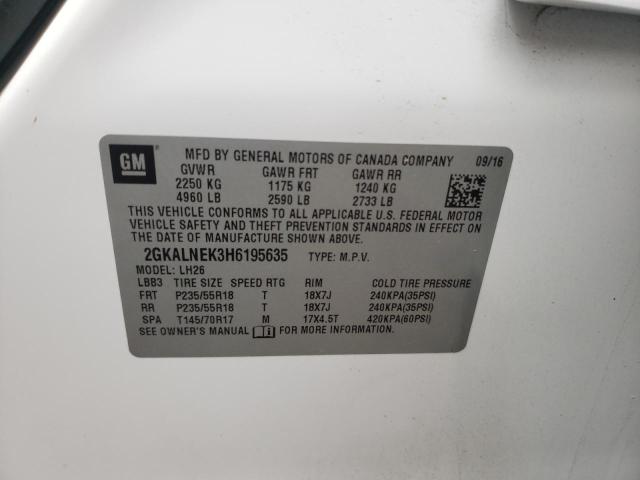 GM
MFD BY GENERAL MOTORS OF CANADA COMPANY 09/16
GVWR GAWR FRT GAWR RR
2250 KG 1175 KG 1240 KG
4960 LB 2590 LB 2733 LB
THIS VEHICLE CONFORMS TO ALL APPLICABLE U.S. FEDERAL MOTOR
VEHICLE SAFETY AND THEFT PREVENTION STANDARDS IN EFFECT ON
THE DATE OF MANUFACTURE SHOWN ABOVE.
2GKALNEK3H6195635 TYPE: M.P.V.
MODEL: LH26
LBB3 TIRE SIZE SPEED RTG RIM COLD TIRE PRESSURE
FRT P235/55R18 T 18X7J 240KPA(35PSI)
RR P235/55R18 T 18X7J 240KPA(35PSI)
SPA T145/70R17 M 17X4.5T 420KPA(60PSI)
SEE OWNER'S MANUAL FOR MORE INFORMATION.